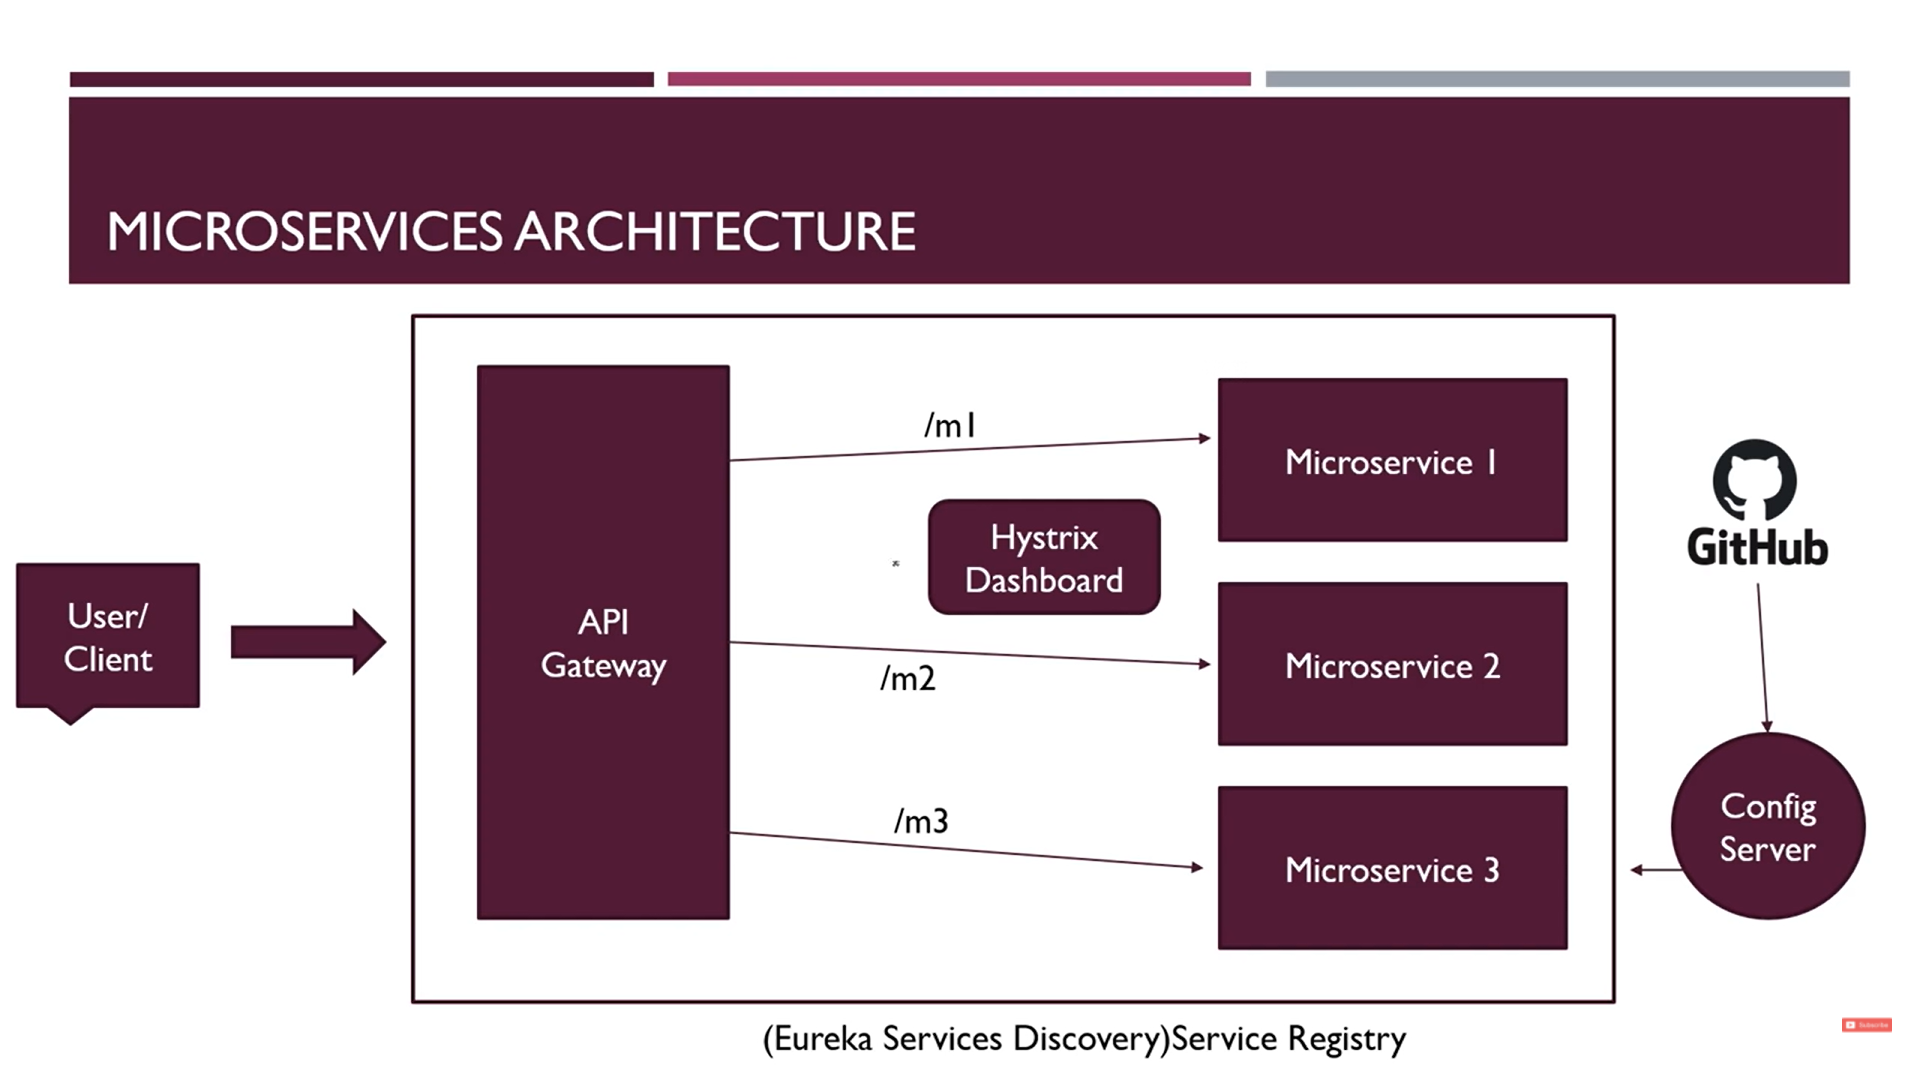 MICROSERVICES ARCHITECTURE
User/
Client
API
Gateway
/m1
Hystrix
Dashboard
/m2
/m3
Microservice 1
Microservice 2
Microservice 3
GitHub
Config
Server
(Eureka Services Discovery)Service Registry
Subscribe